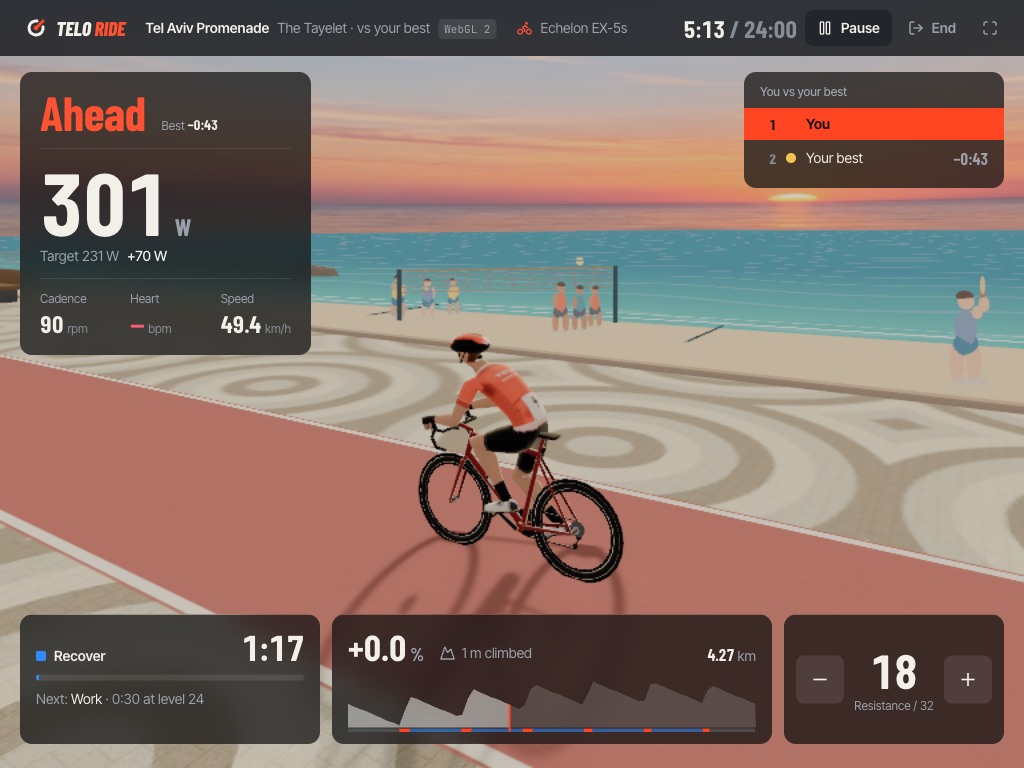 TELO RIDE
Tel Aviv Promenade The Tayelet · vs your best WebGL 2
Echelon EX-5s
5:13 / 24:00
Pause
End
Ahead Best −0:43
301 W
Target 231 W +70 W
Cadence Heart Speed
90 rpm – bpm 49.4 km/h
You vs your best
1 You
2 Your best −0:43
Recover 1:17
Next: Work · 0:30 at level 24
+0.0 % 1 m climbed 4.27 km
− 18 +
Resistance / 32